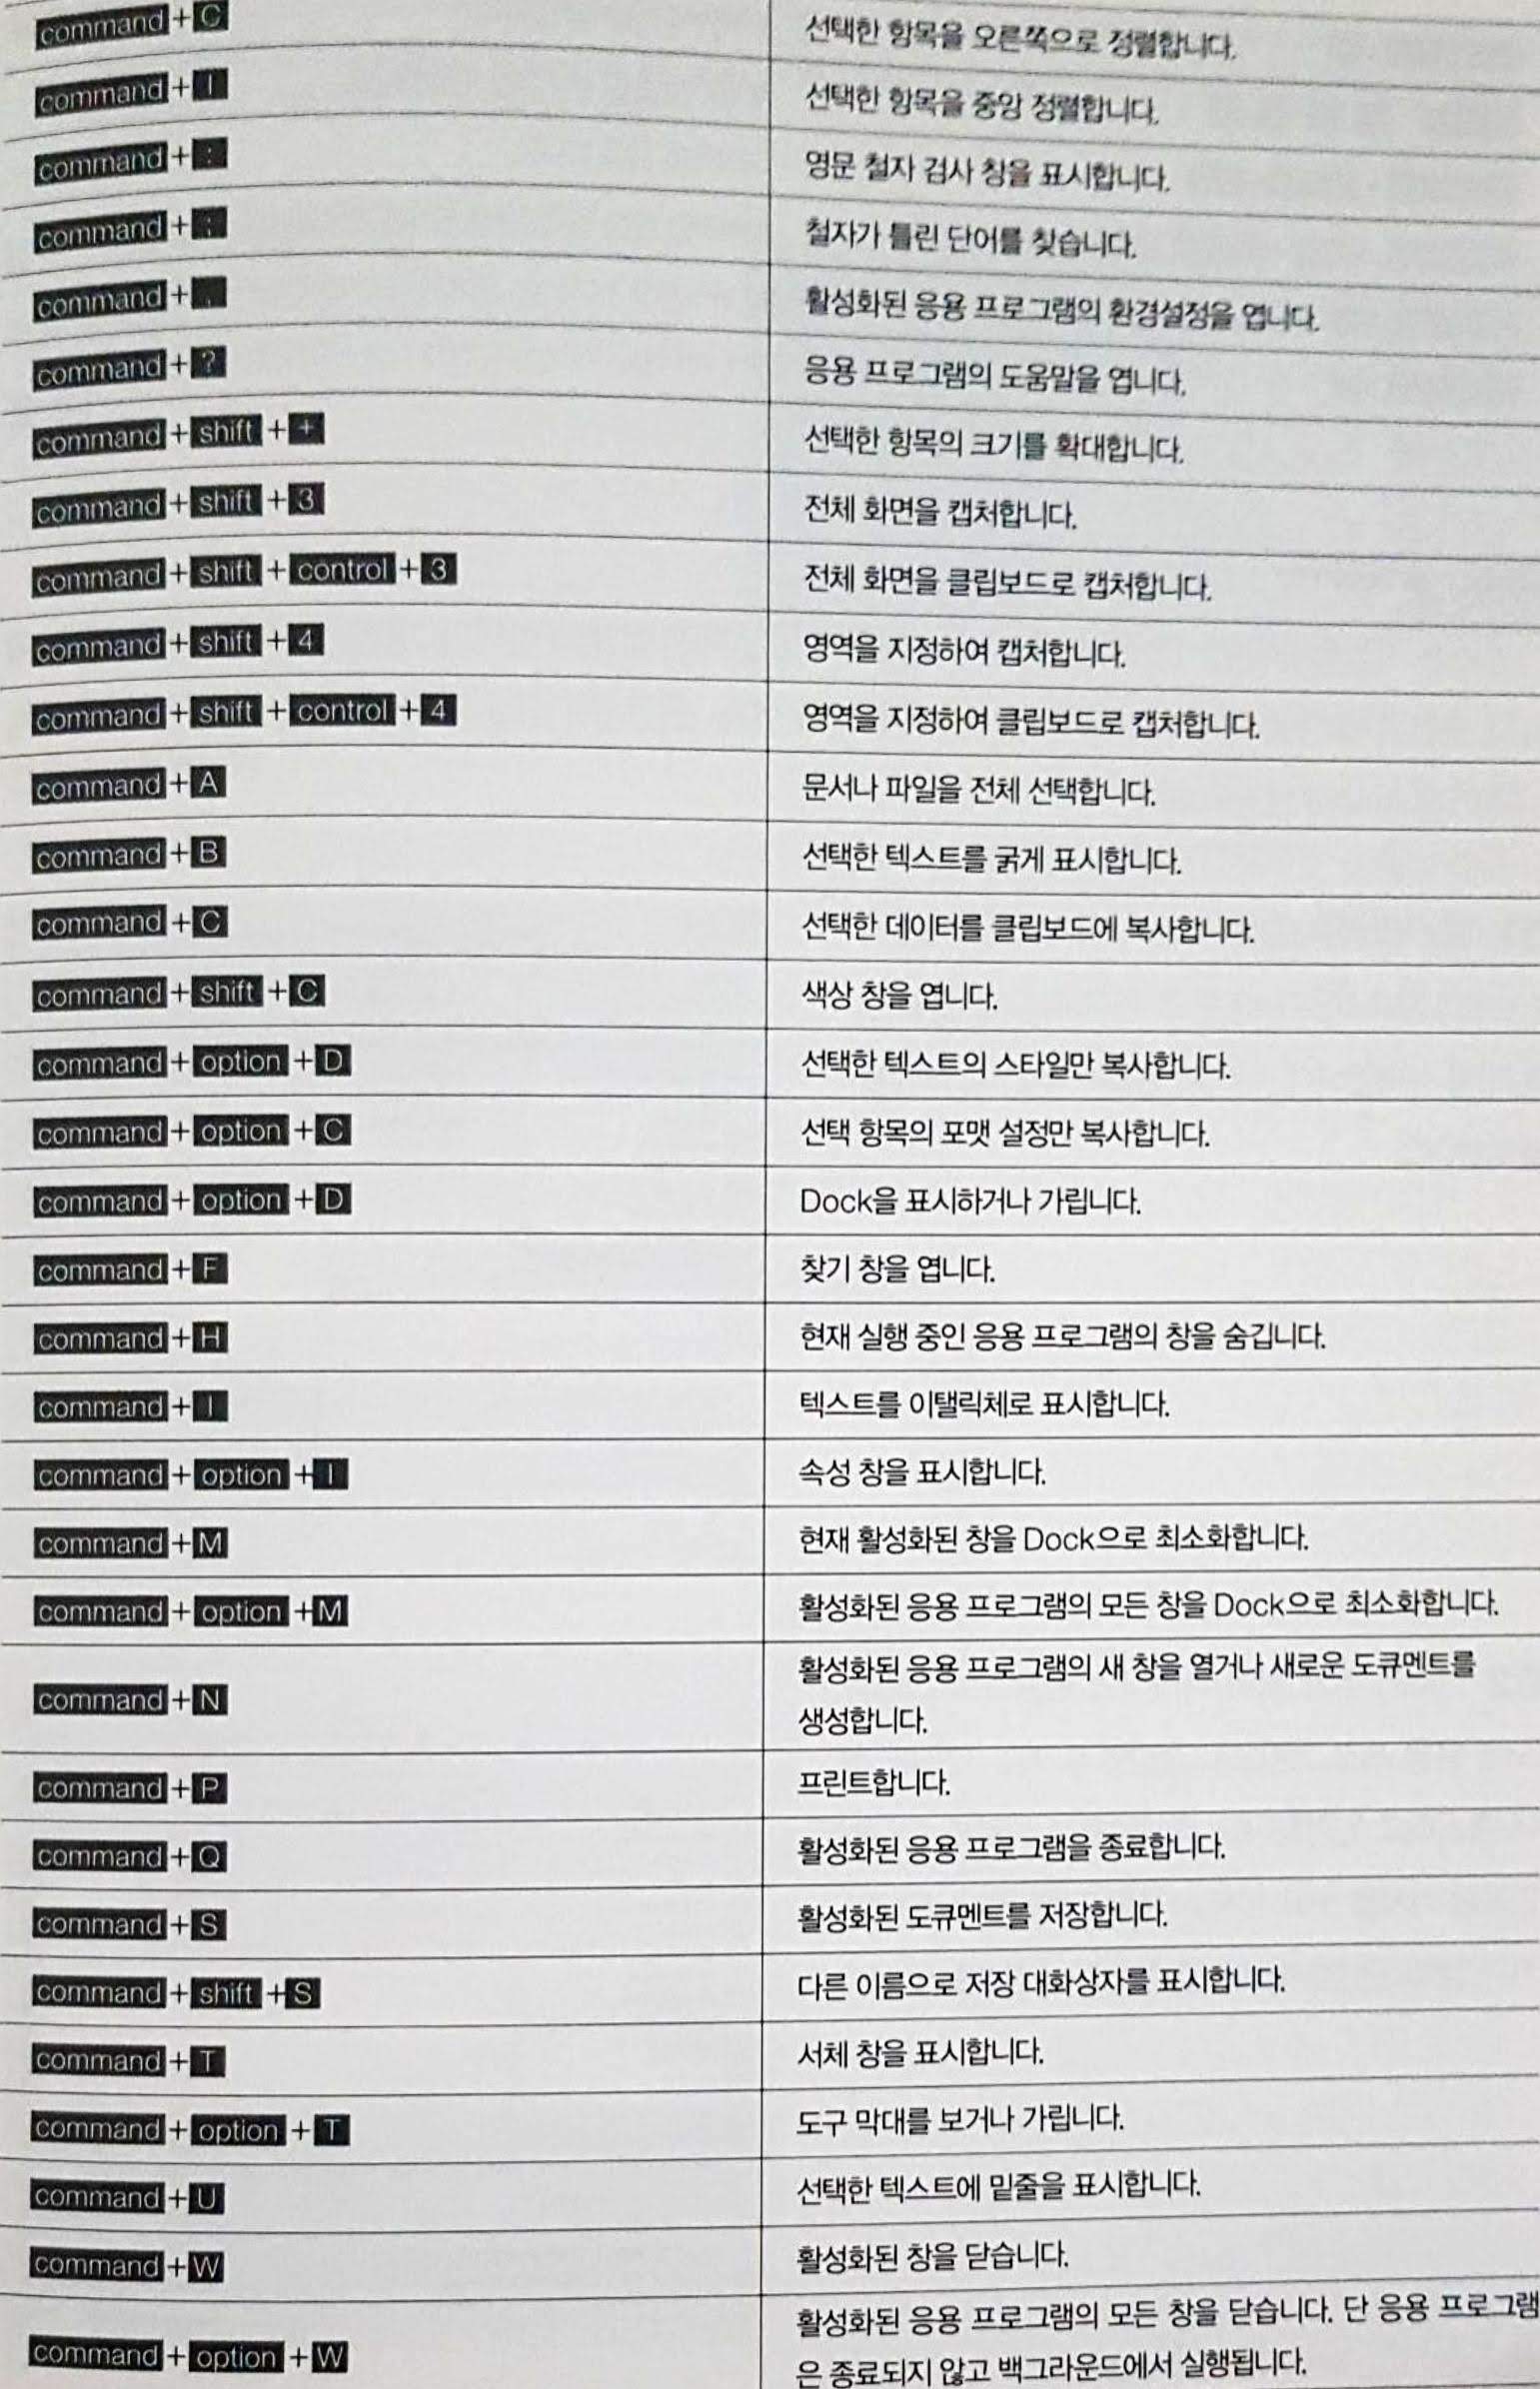 command + C 선택한 항목을 오른쪽으로 정렬합니다.
command + I 선택한 항목을 중앙 정렬합니다.
command + : 영문 철자 검사 창을 표시합니다.
command + ; 철자가 틀린 단어를 찾습니다.
command + , 활성화된 응용 프로그램의 환경설정을 엽니다.
command + ? 응용 프로그램의 도움말을 엽니다.
command + shift + + 선택한 항목의 크기를 확대합니다.
command + shift + 3 전체 화면을 캡처합니다.
command + shift + control + 3 전체 화면을 클립보드로 캡처합니다.
command + shift + 4 영역을 지정하여 캡처합니다.
command + shift + control + 4 영역을 지정하여 클립보드로 캡처합니다.
command + A 문서나 파일을 전체 선택합니다.
command + B 선택한 텍스트를 굵게 표시합니다.
command + C 선택한 데이터를 클립보드에 복사합니다.
command + shift + C 색상 창을 엽니다.
command + option + D 선택한 텍스트의 스타일만 복사합니다.
command + option + C 선택 항목의 포맷 설정만 복사합니다.
command + option + D Dock을 표시하거나 가립니다.
command + F 찾기 창을 엽니다.
command + H 현재 실행 중인 응용 프로그램의 창을 숨깁니다.
command + I 텍스트를 이탤릭체로 표시합니다.
command + option + I 속성 창을 표시합니다.
command + M 현재 활성화된 창을 Dock으로 최소화합니다.
command + option + M 활성화된 응용 프로그램의 모든 창을 Dock으로 최소화합니다.
command + N 활성화된 응용 프로그램의 새 창을 열거나 새로운 도큐멘트를
생성합니다.
command + P 프린트합니다.
command + Q 활성화된 응용 프로그램을 종료합니다.
command + S 활성화된 도큐멘트를 저장합니다.
command + shift + S 다른 이름으로 저장 대화상자를 표시합니다.
command + T 서체 창을 표시합니다.
command + option + T 도구 막대를 보거나 가립니다.
command + U 선택한 텍스트에 밑줄을 표시합니다.
command + W 활성화된 창을 닫습니다.
command + option + W 활성화된 응용 프로그램의 모든 창을 닫습니다. 단 응용 프로그램
은 종료되지 않고 백그라운드에서 실행됩니다.